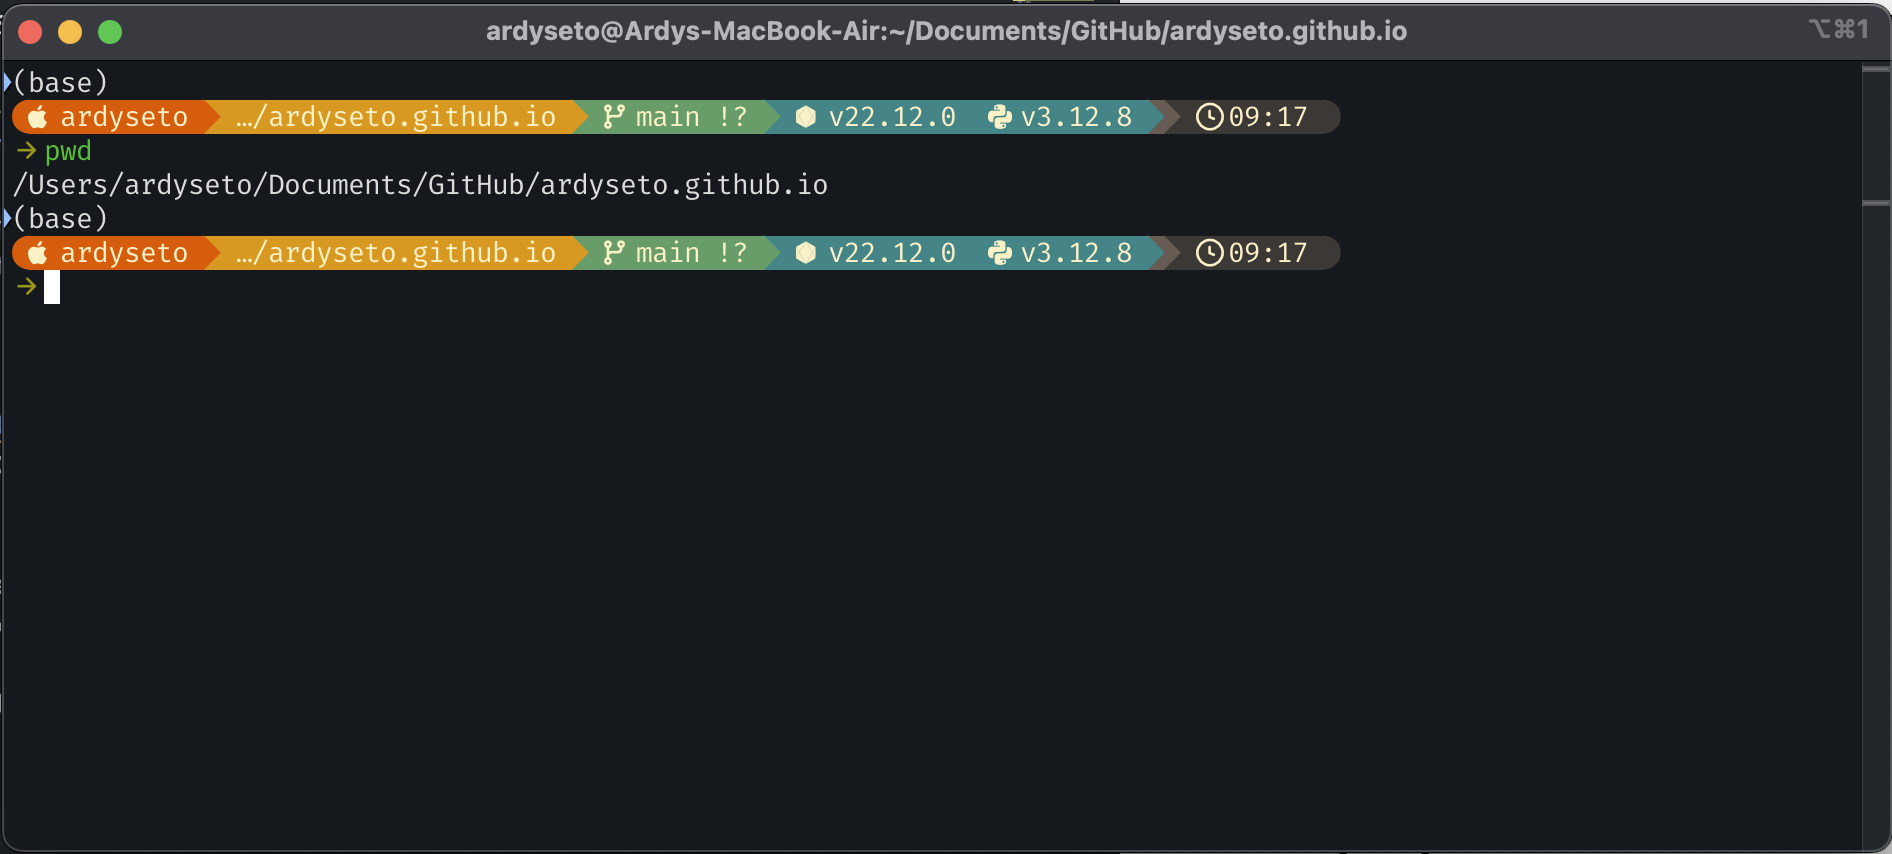 ardyseto@Ardys-MacBook-Air:~/Documents/GitHub/ardyseto.github.io ⌥⌘1
(base)
ardyseto …/ardyseto.github.io main !? v22.12.0 v3.12.8 09:17
→ pwd
/Users/ardyseto/Documents/GitHub/ardyseto.github.io
(base)
ardyseto …/ardyseto.github.io main !? v22.12.0 v3.12.8 09:17
→